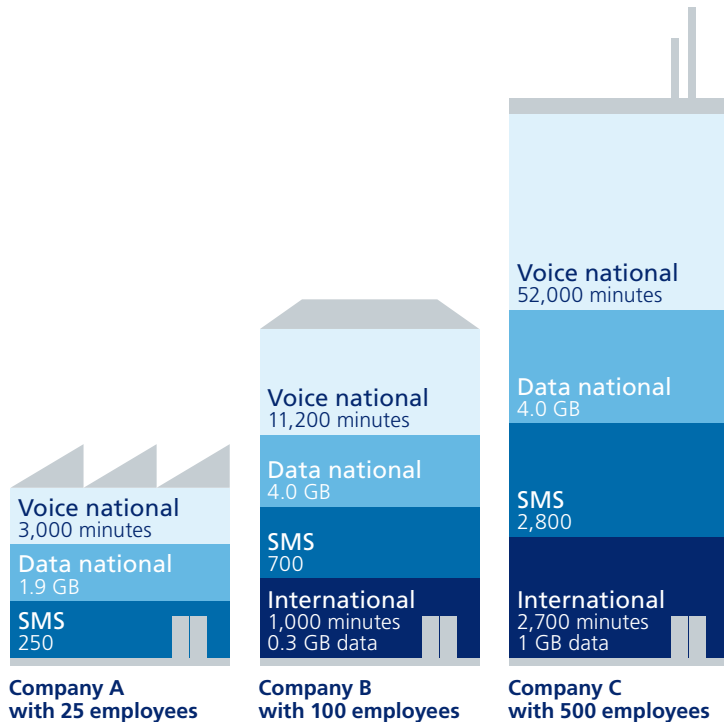 Voice national
3,000 minutes
Data national
1.9 GB
SMS
250
Company A
with 25 employees
Voice national
11,200 minutes
Data national
4.0 GB
SMS
700
International
1,000 minutes
0.3 GB data
Company B
with 100 employees
Voice national
52,000 minutes
Data national
4.0 GB
SMS
2,800
International
2,700 minutes
1 GB data
Company C
with 500 employees